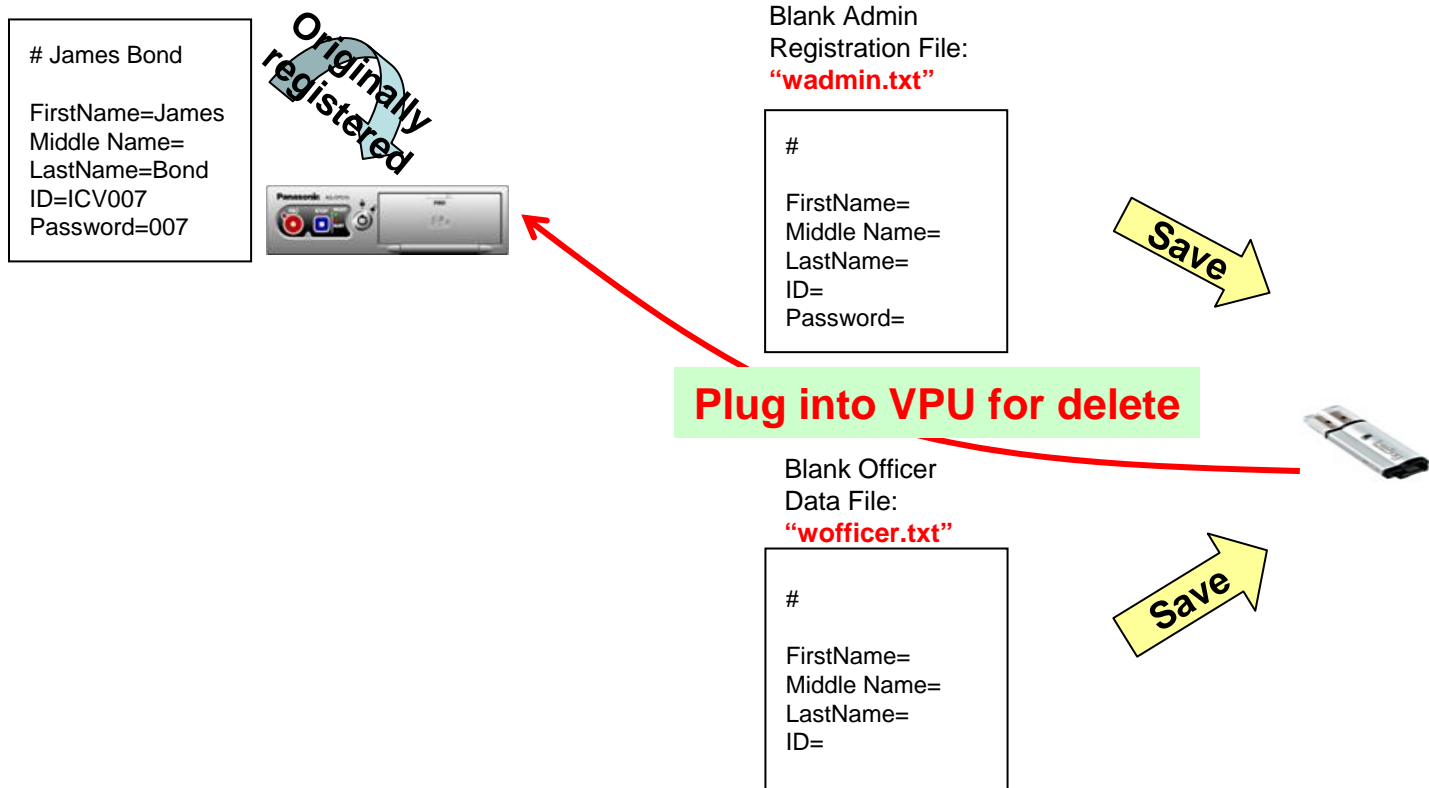 # James Bond
FirstName=James
Middle Name=
LastName=Bond
ID=ICV007
Password=007
Originally
registered
Panasonic
Blank Admin
Registration File:
“wadmin.txt”
#
FirstName=
Middle Name=
LastName=
ID=
Password=
Save
Plug into VPU for delete
Blank Officer
Data File:
“wofficer.txt”
#
FirstName=
Middle Name=
LastName=
ID=
Save